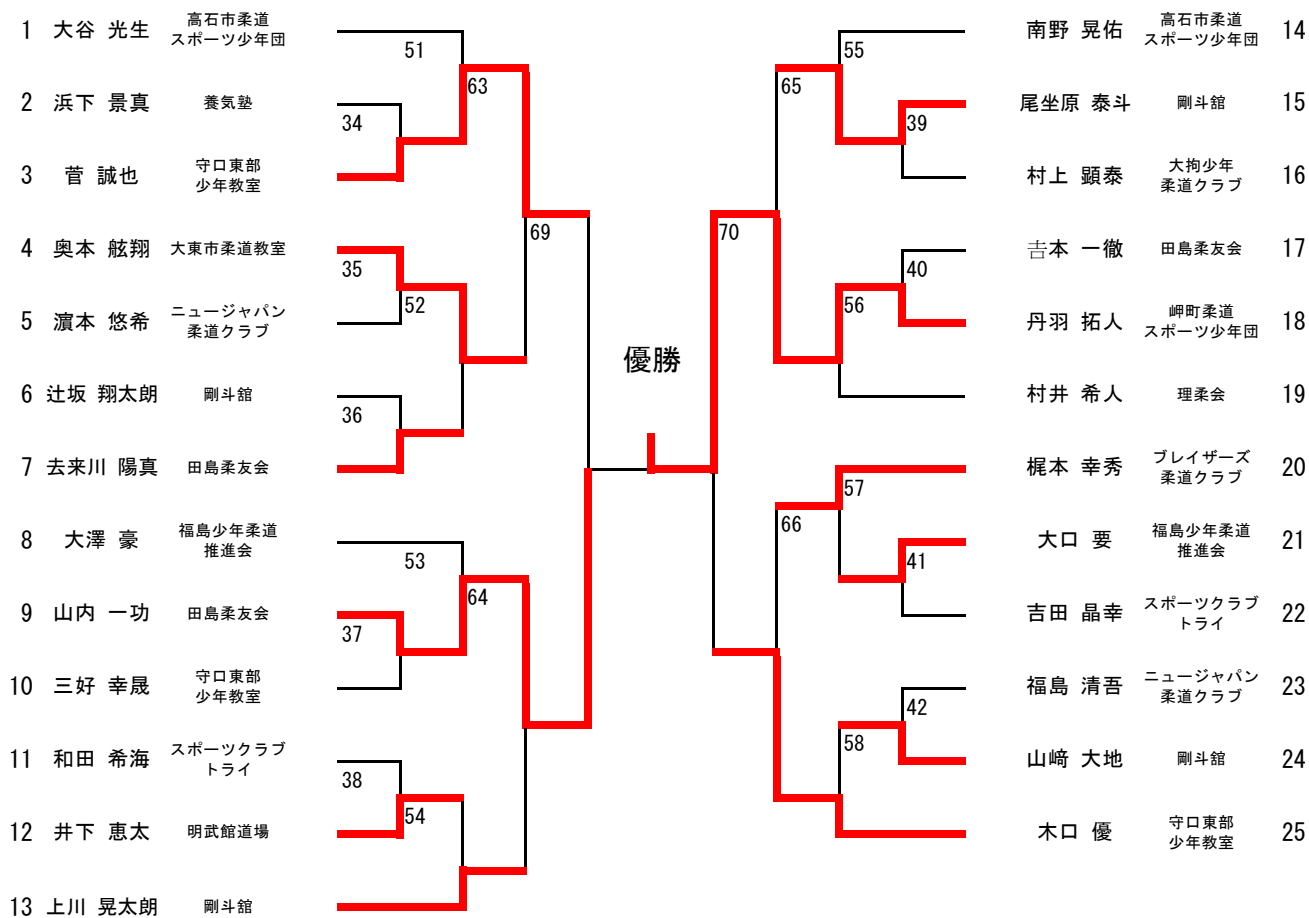 1 大谷 光生 高石市柔道
スポーツ少年団
51
63
2 浜下 景真 養気塾
34
3 菅 誠也 守口東部
少年教室
69
4 奥本 舷翔 大東市柔道教室
35
52
5 濵本 悠希 ニュージャパン
柔道クラブ
6 辻坂 翔太朗 剛斗舘
36
7 去来川 陽真 田島柔友会
8 大澤 豪 福島少年柔道
推進会
53
64
9 山内 一功 田島柔友会
37
10 三好 幸晟 守口東部
少年教室
11 和田 希海 スポーツクラブ
トライ
38
54
12 井下 恵太 明武館道場
13 上川 晃太朗 剛斗舘
優勝
南野 晃佑 高石市柔道
スポーツ少年団 14
55
65
尾坐原 泰斗 剛斗舘 15
39
村上 顕泰 大拘少年
柔道クラブ 16
70
𠮷本 一徹 田島柔友会 17
40
56
丹羽 拓人 岬町柔道
スポーツ少年団 18
村井 希人 理柔会 19
梶本 幸秀 ブレイザーズ
柔道クラブ 20
57
66
大口 要 福島少年柔道
推進会 21
41
吉田 晶幸 スポーツクラブ
トライ 22
福島 清吾 ニュージャパン
柔道クラブ 23
42
58
山﨑 大地 剛斗舘 24
木口 優 守口東部
少年教室 25